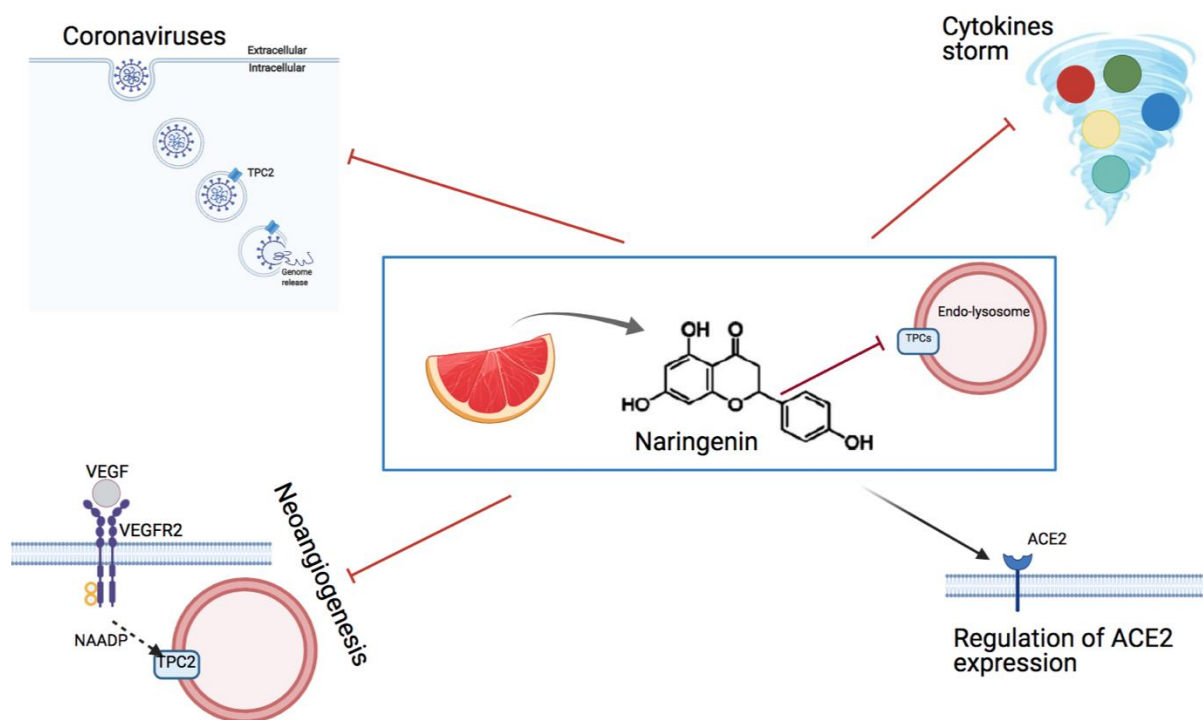 Coronaviruses
Extracellular
Intracellular
TPC2
Genome
release
Cytokines
storm
Endo-lysosome
TPCs
OH
O
HO
O
OH
Naringenin
VEGF
VEGFR2
NAADP
TPC2
Neoangiogenesis
ACE2
Regulation of ACE2
expression